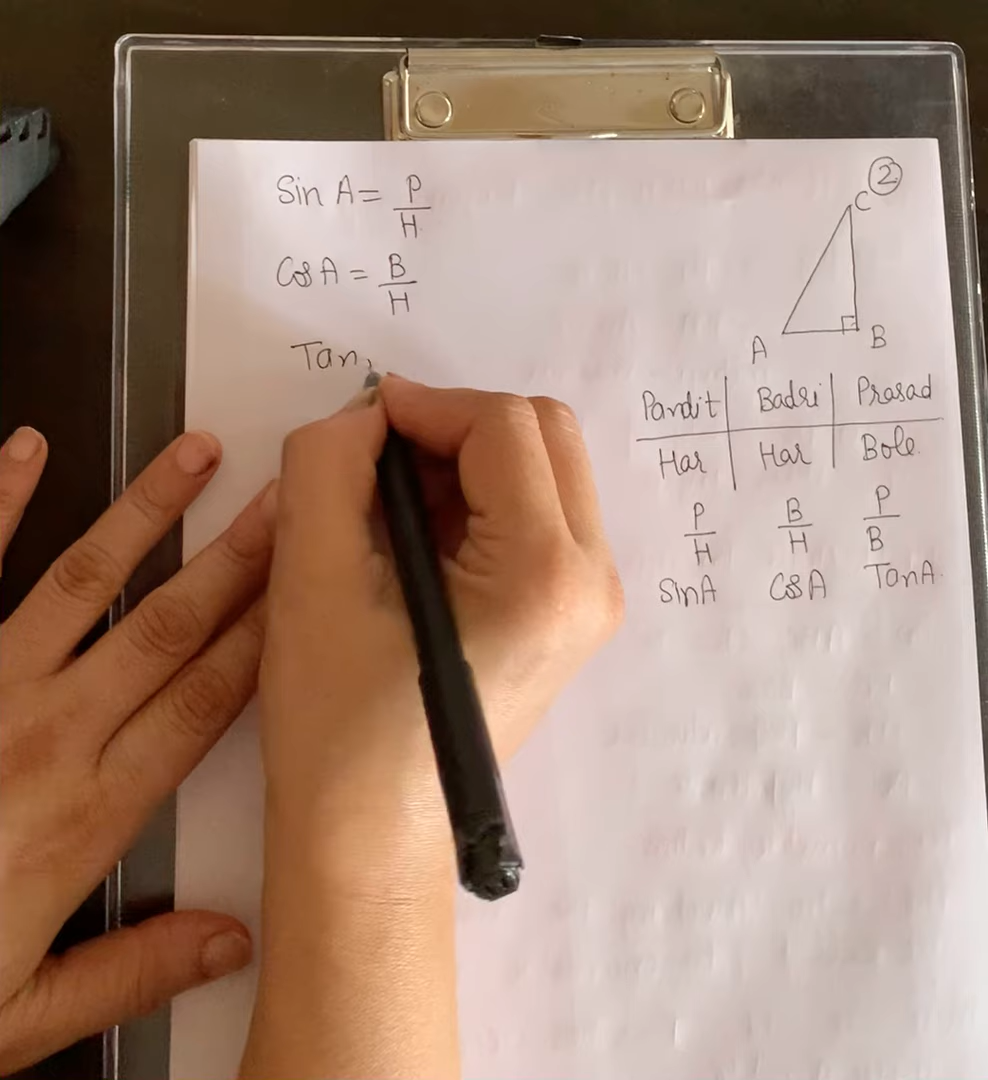 Sin A = P/H
Cos A = B/H
Tan
②
C
A B
Pandit | Badri | Prasad
Har | Har | Bole.
P/H B/H P/B
SinA CosA TanA.